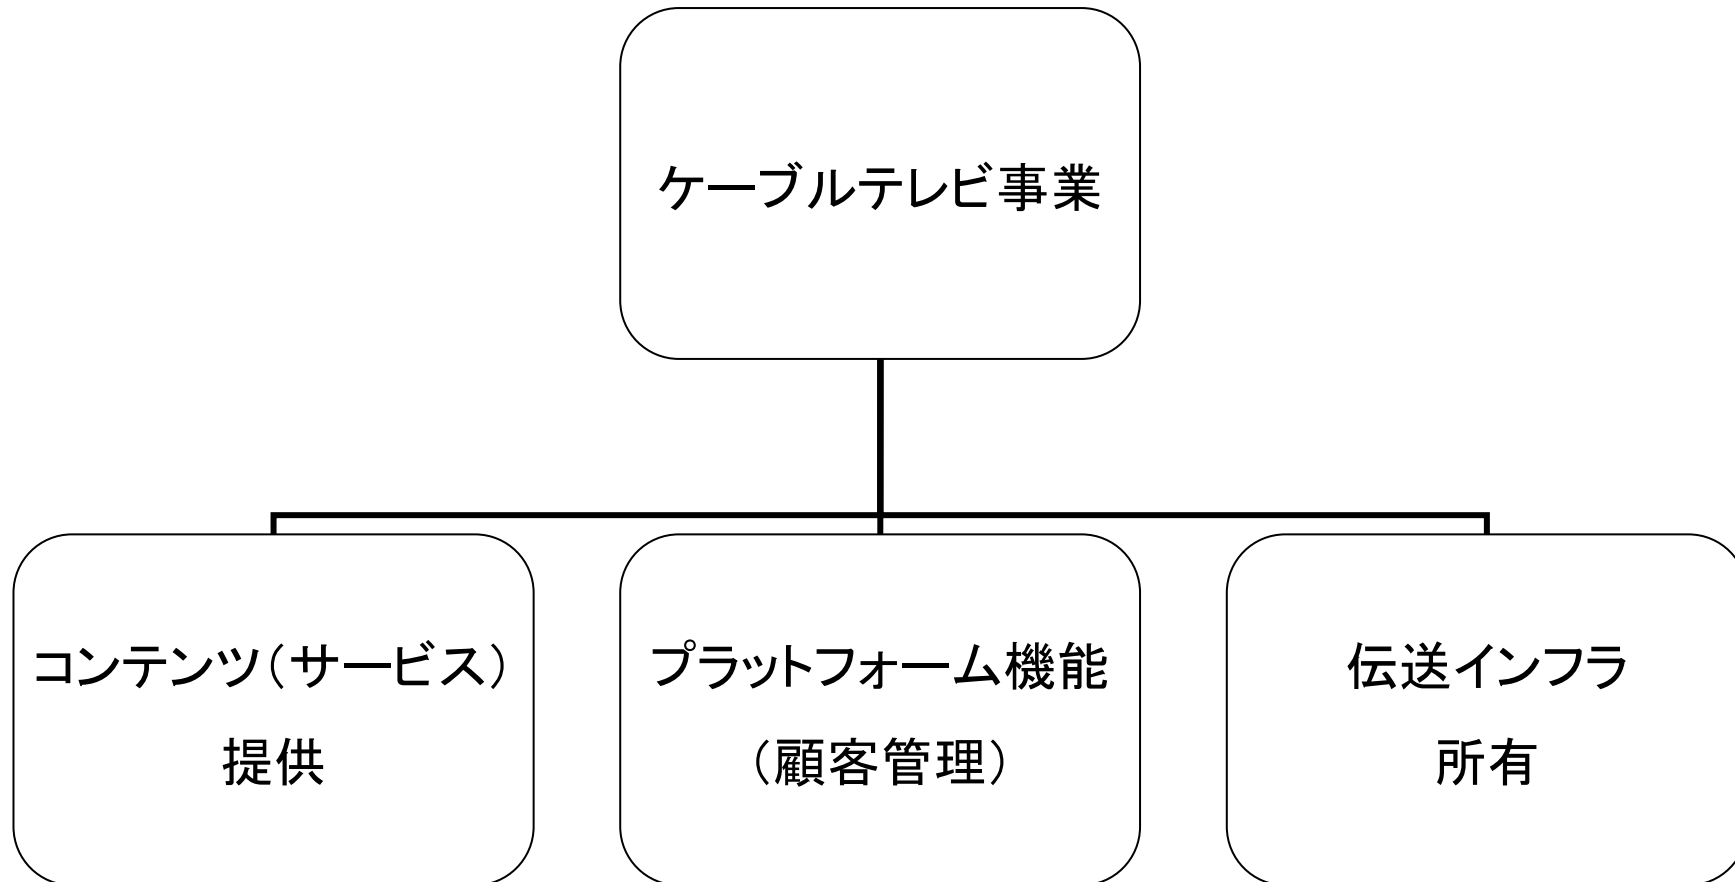 ケーブルテレビ事業
コンテンツ（サービス）
提供
プラットフォーム機能
（顧客管理）
伝送インフラ
所有